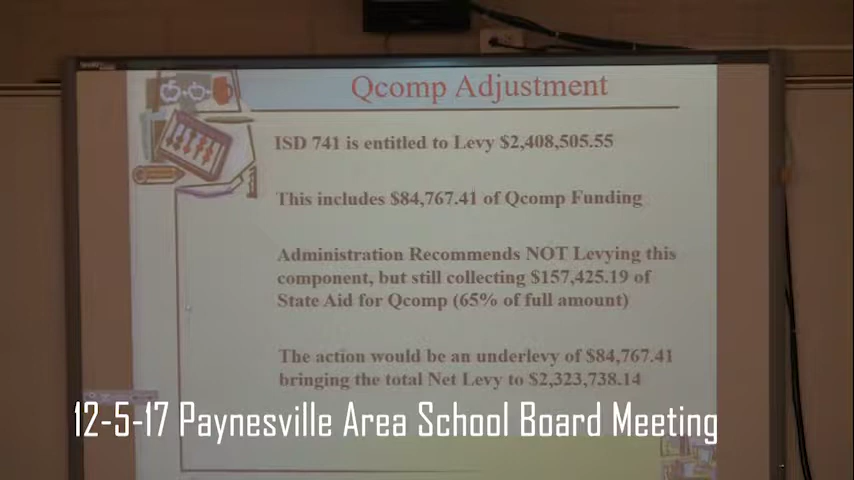 Qcomp Adjustment
ISD 741 is entitled to Levy $2,408,505.55
This includes $84,767.41 of Qcomp Funding
Administration Recommends NOT Levying this
component, but still collecting $157,425.19 of
State Aid for Qcomp (65% of full amount)
The action would be an underlevy of $84,767.41
bringing the total Net Levy to $2,323,738.14
12-5-17 Paynesville Area School Board Meeting